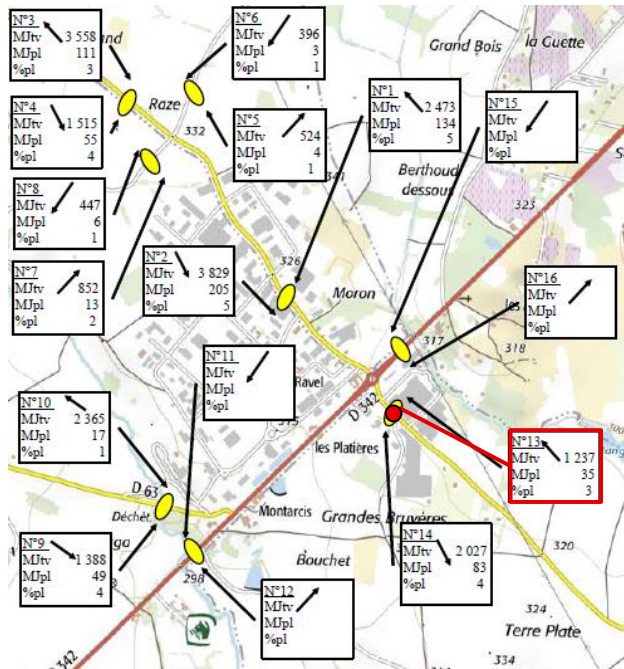 N°6
MJtv 396
MJpl 3
%pl 1
N°3
MJtv 3 558
MJpl 111
%pl 3
Grand Bois
la Guette
Raze
332
N°4
MJtv 1 515
MJpl 55
%pl 4
N°5
MJtv 524
MJpl 4
%pl 1
N°1
MJtv 2 473
MJpl 134
%pl 5
N°15
MJtv
MJpl
%pl
341
Berthoud
dessous
325
N°8
MJtv 447
MJpl 6
%pl 1
N°7
MJtv 852
MJpl 13
%pl 2
N°2
MJtv 3 829
MJpl 205
%pl 5
326
Moron
N°16
MJtv
MJpl
%pl
les
317
318
N°11
MJtv
MJpl
%pl
Ravel
D 342
315
les Platières
N°10
MJtv 2 365
MJpl 17
%pl 1
N°13
MJtv 1 237
MJpl 35
%pl 3
D 63
Déchèt.
Montarcis
Grandes Bruyères
N°9
MJtv 1 388
MJpl 49
%pl 4
298
Bouchet
N°14
MJtv 2 027
MJpl 83
%pl 4
320
N°12
MJtv
MJpl
%pl
D 342
324
Terre Plate
334